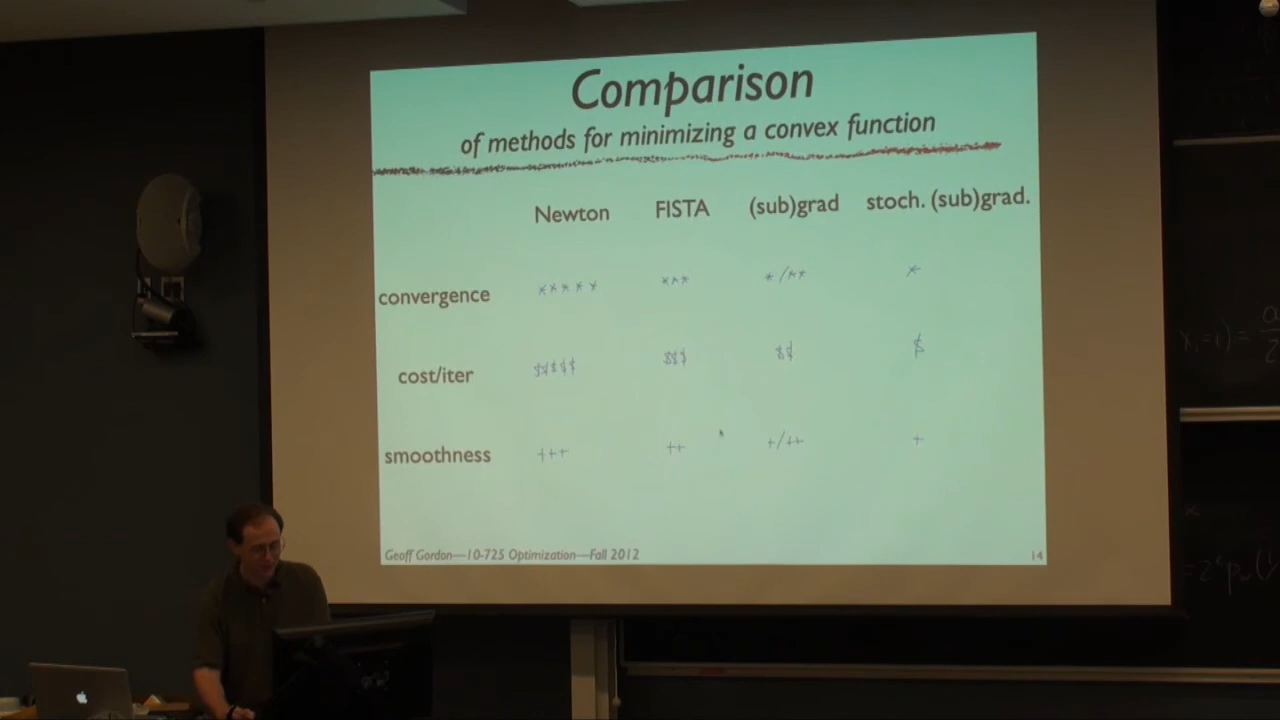 Comparison
of methods for minimizing a convex function
Newton FISTA (sub)grad stoch. (sub)grad.
convergence ***** *** */** *
cost/iter $$$$$ $$$ $$ $
smoothness +++ ++ +/++ +
Geoff Gordon—10-725 Optimization—Fall 2012 14